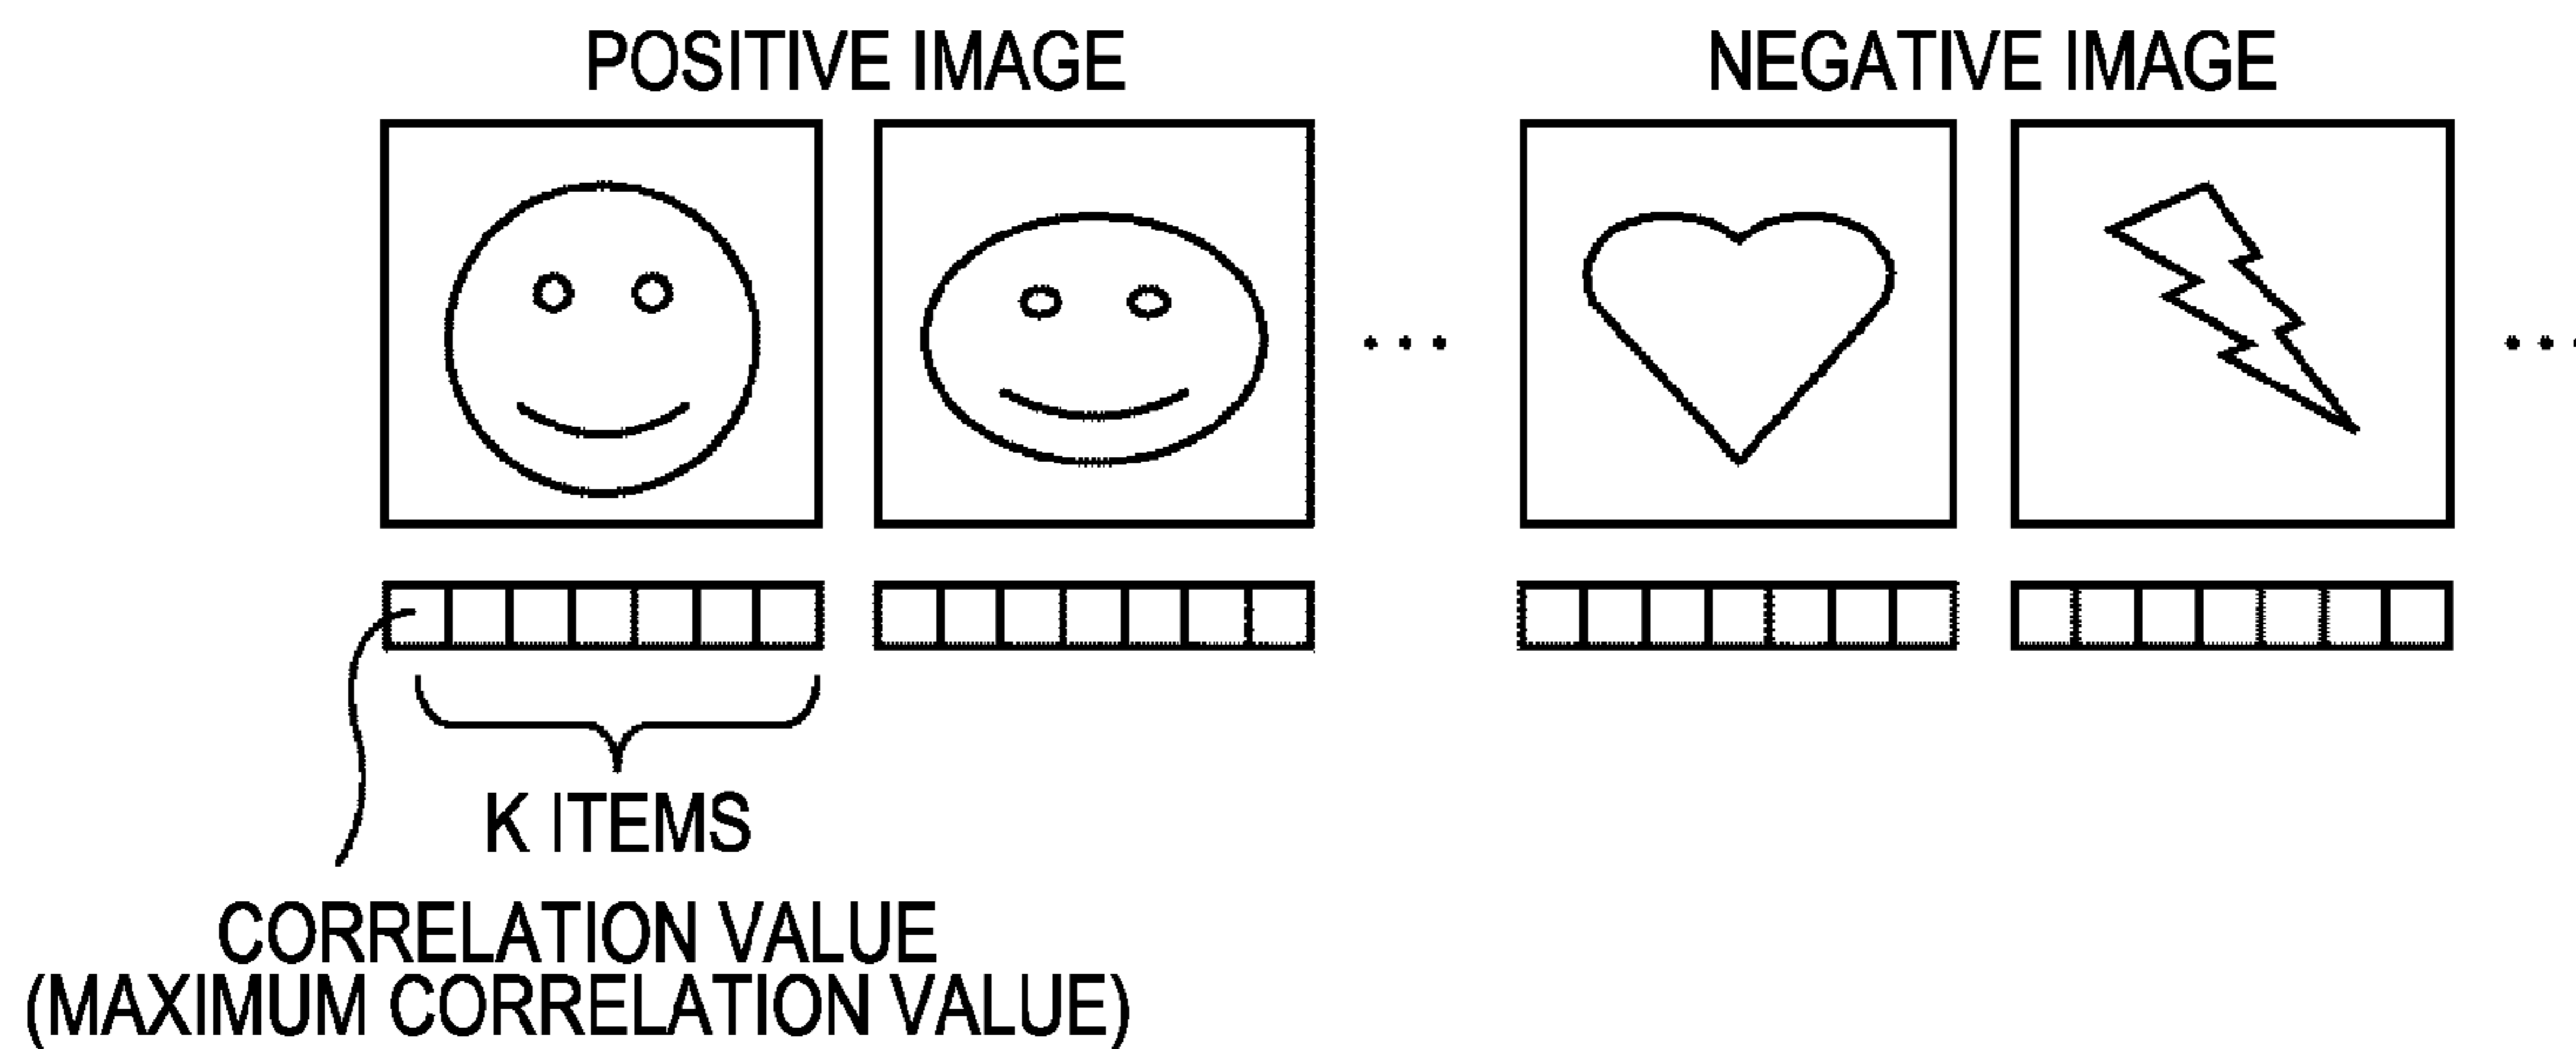 POSITIVE IMAGE
NEGATIVE IMAGE
K ITEMS
CORRELATION VALUE
(MAXIMUM CORRELATION VALUE)